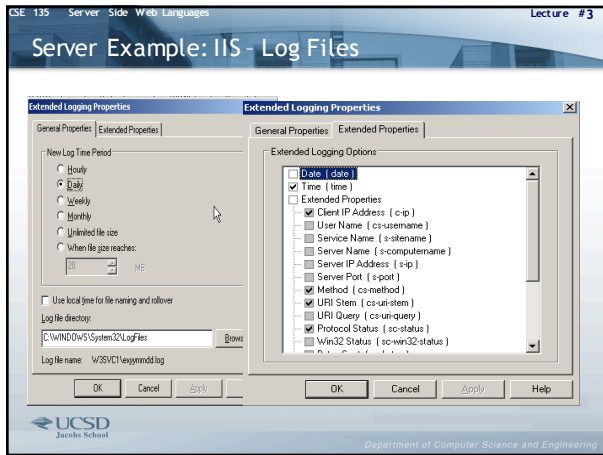 CSE 135 Server Side Web Languages
Lecture #3
Server Example: IIS - Log Files
Extended Logging Properties
General Properties
Extended Properties
New Log Time Period
Hourly
Daily
Weekly
Monthly
Unlimited file size
When file size reaches:
20 MB
Use local time for file naming and rollover
Log file directory:
C:\WINDOWS\System32\LogFiles
Brows
Log file name: W3SVC1\exyymmdd.log
OK
Cancel
Apply
Extended Logging Properties
General Properties
Extended Properties
Extended Logging Options
Date ( date )
Time ( time )
Extended Properties
Client IP Address ( c-ip )
User Name ( cs-username )
Service Name ( s-sitename )
Server Name ( s-computername )
Server IP Address ( s-ip )
Server Port ( s-port )
Method ( cs-method )
URI Stem ( cs-uri-stem )
URI Query ( cs-uri-query )
Protocol Status ( sc-status )
Win32 Status ( sc-win32-status )
OK
Cancel
Apply
Help
UCSD
Jacobs School
Department of Computer Science and Engineering